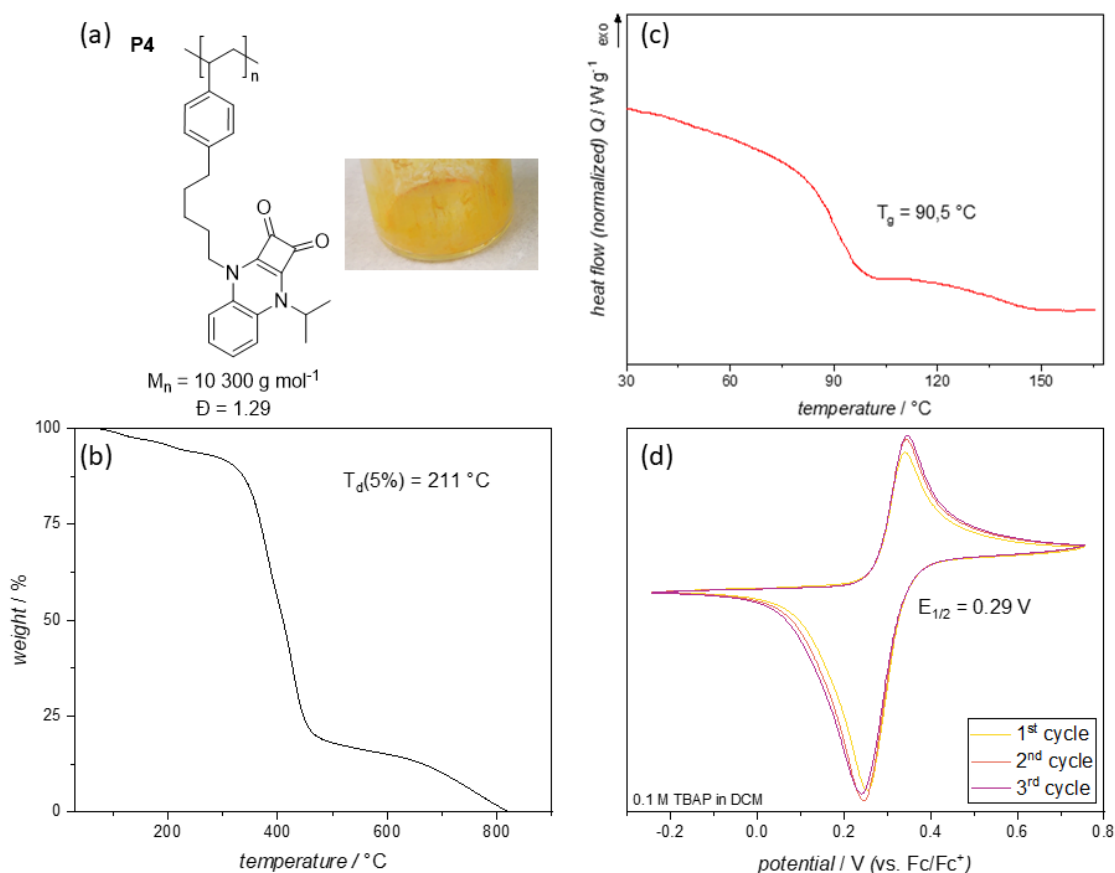 (a)
P4
n
O
O
N
N
Mn = 10 300 g mol-1
Đ = 1.29
(c)
exo
heat flow (normalized) Q / W g-1
Tg = 90,5 °C
30 60 90 120 150
temperature / °C
(b)
100
75
50
25
0
weight / %
Td(5%) = 211 °C
200 400 600 800
temperature / °C
(d)
E1/2 = 0.29 V
1st cycle
2nd cycle
3rd cycle
0.1 M TBAP in DCM
-0.2 0.0 0.2 0.4 0.6 0.8
potential / V (vs. Fc/Fc+)